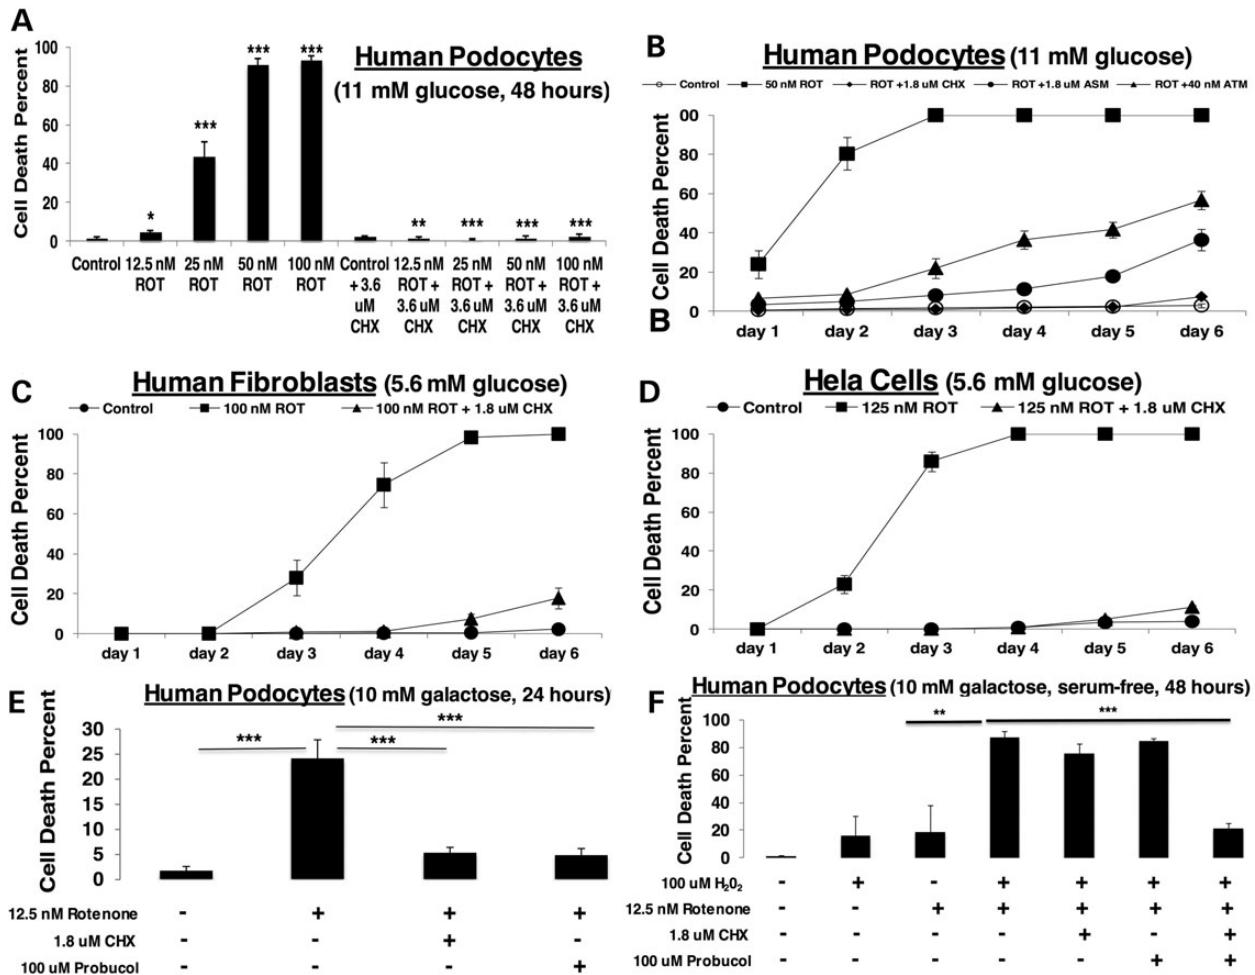 A
Human Podocytes
(11 mM glucose, 48 hours)
Cell Death Percent
100
80
60
40
20
0
*
***
***
***
**
***
***
***
Control 12.5 nM 25 nM 50 nM 100 nM Control 12.5 nM 25 nM 50 nM 100 nM
ROT ROT ROT ROT + 3.6 ROT + ROT + ROT + ROT +
uM 3.6 uM 3.6 uM 3.6 uM 3.6 uM
CHX CHX CHX CHX CHX
B
Human Podocytes (11 mM glucose)
Control 50 nM ROT ROT +1.8 uM CHX ROT +1.8 uM ASM ROT +40 nM ATM
Cell Death Percent
00
80
60
40
20
0
B
day 1 day 2 day 3 day 4 day 5 day 6
C
Human Fibroblasts (5.6 mM glucose)
Control 100 nM ROT 100 nM ROT + 1.8 uM CHX
Cell Death Percent
100
80
60
40
20
0
day 1 day 2 day 3 day 4 day 5 day 6
D
Hela Cells (5.6 mM glucose)
Control 125 nM ROT 125 nM ROT + 1.8 uM CHX
Cell Death Percent
100
80
60
40
20
0
day 1 day 2 day 3 day 4 day 5 day 6
E
Human Podocytes (10 mM galactose, 24 hours)
Cell Death Percent
30
25
20
15
10
5
0
***
***
***
12.5 nM Rotenone - + + +
1.8 uM CHX - - + -
100 uM Probucol - - - +
F
Human Podocytes (10 mM galactose, serum-free, 48 hours)
Cell Death Percent
100
80
60
40
20
0
**
***
100 uM H₂O₂ - + - + + + +
12.5 nM Rotenone - - + + + + +
1.8 uM CHX - - - - + - +
100 uM Probucol - - - - - + +